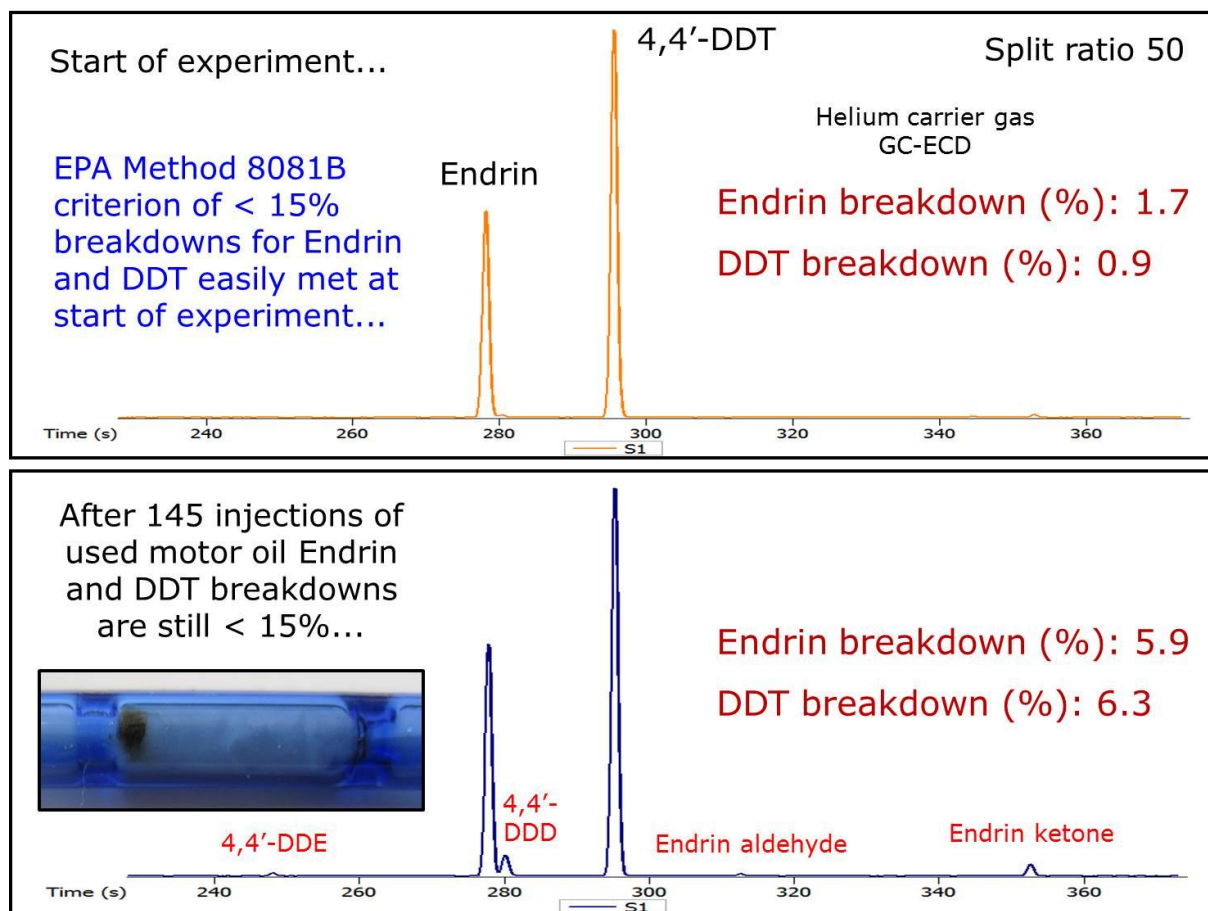 Start of experiment...
4,4’-DDT
Split ratio 50
Helium carrier gas
GC-ECD
EPA Method 8081B
criterion of < 15%
breakdowns for Endrin
and DDT easily met at
start of experiment...
Endrin
Endrin breakdown (%): 1.7
DDT breakdown (%): 0.9
Time (s) 240 260 280 300 320 340 360
S1
After 145 injections of
used motor oil Endrin
and DDT breakdowns
are still < 15%...
Endrin breakdown (%): 5.9
DDT breakdown (%): 6.3
4,4’-DDE
4,4’-
DDD
Endrin aldehyde
Endrin ketone
Time (s) 240 260 280 300 320 340 360
S1